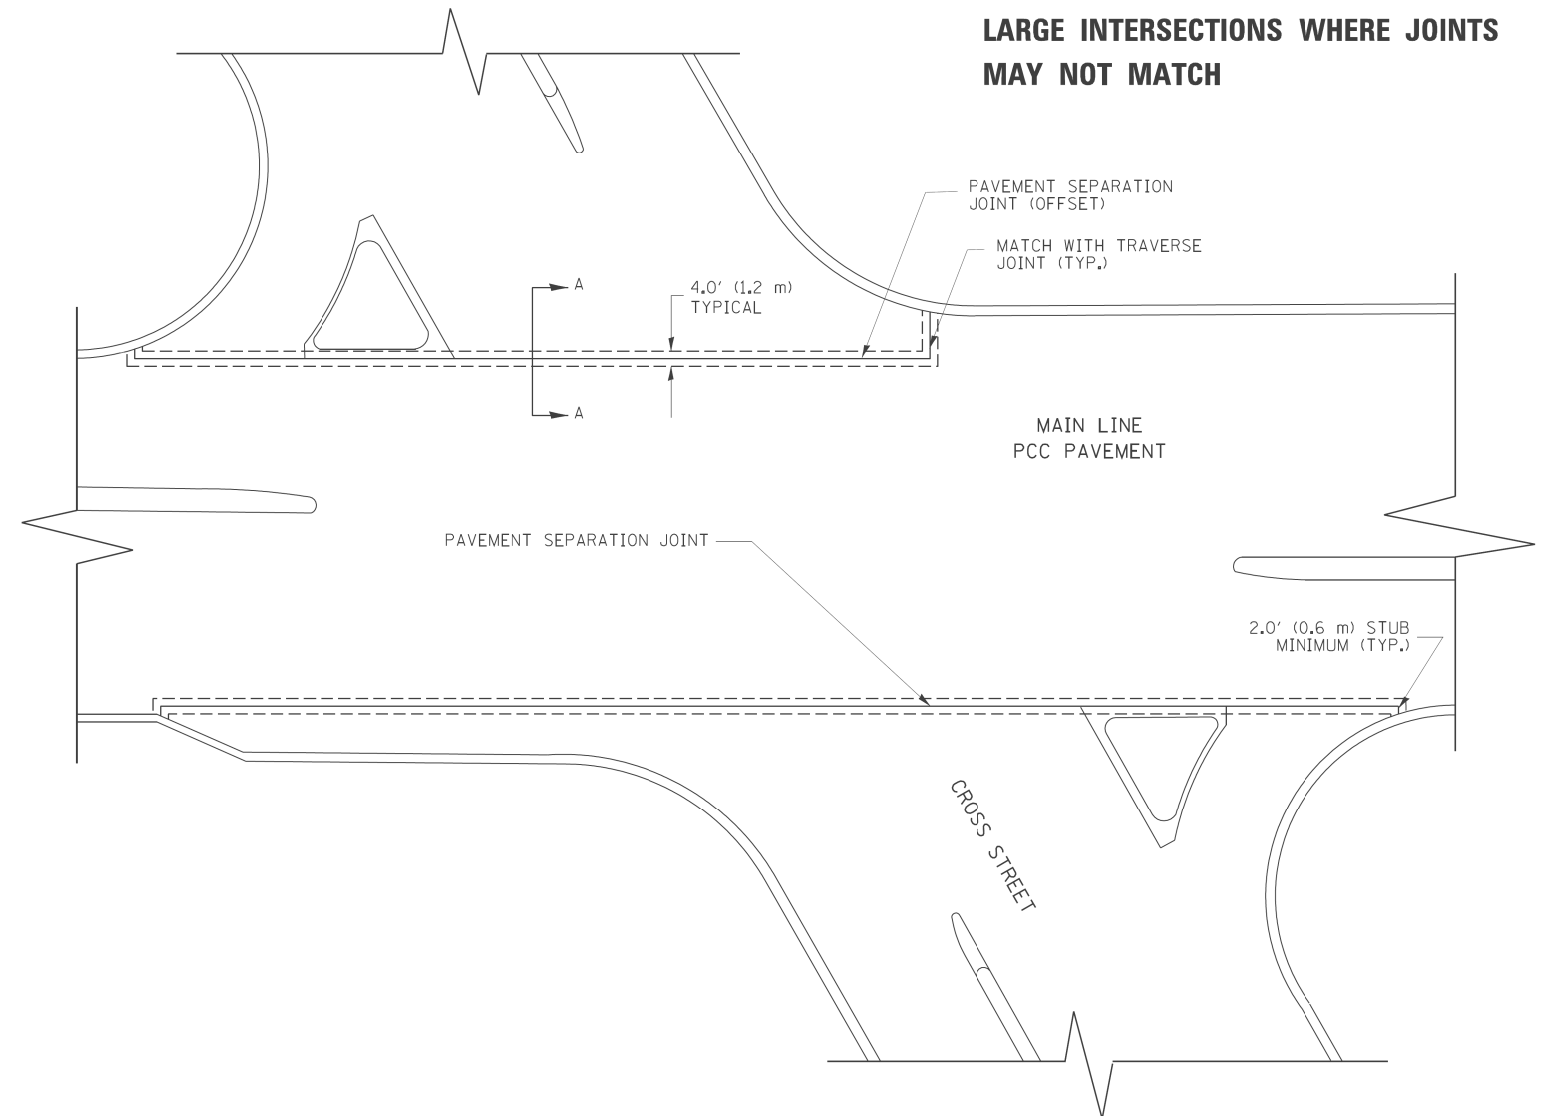 LARGE INTERSECTIONS WHERE JOINTS
MAY NOT MATCH
PAVEMENT SEPARATION
JOINT (OFFSET)
MATCH WITH TRAVERSE
JOINT (TYP.)
A
4.0' (1.2 m)
TYPICAL
A
MAIN LINE
PCC PAVEMENT
PAVEMENT SEPARATION JOINT
2.0' (0.6 m) STUB
MINIMUM (TYP.)
CROSS STREET